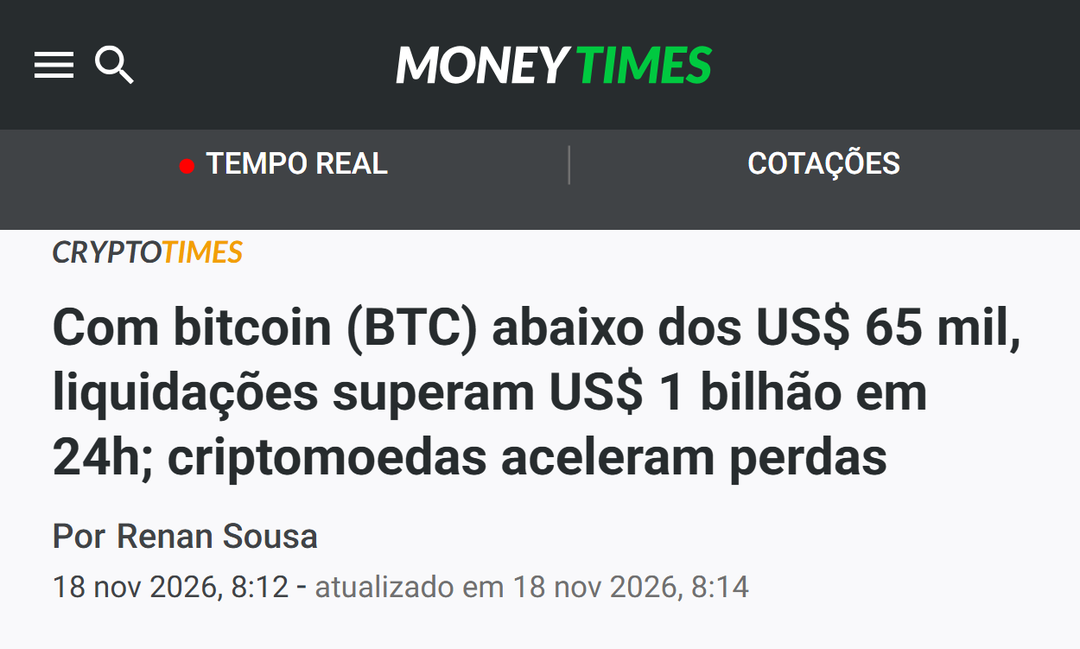 MONEY TIMES
TEMPO REAL
COTAÇÕES
CRYPTOTIMES
Com bitcoin (BTC) abaixo dos US$ 65 mil,
liquidações superam US$ 1 bilhão em
24h; criptomoedas aceleram perdas
Por Renan Sousa
18 nov 2026, 8:12 - atualizado em 18 nov 2026, 8:14